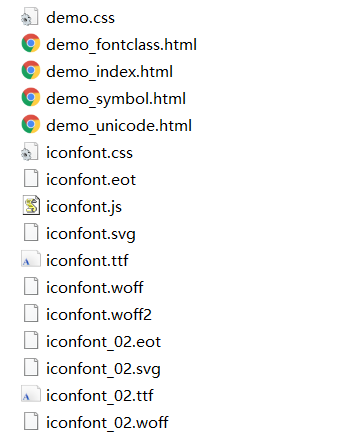 demo.css
demo_fontclass.html
demo_index.html
demo_symbol.html
demo_unicode.html
iconfont.css
iconfont.eot
iconfont.js
iconfont.svg
iconfont.ttf
iconfont.woff
iconfont.woff2
iconfont_02.eot
iconfont_02.svg
iconfont_02.ttf
iconfont_02.woff